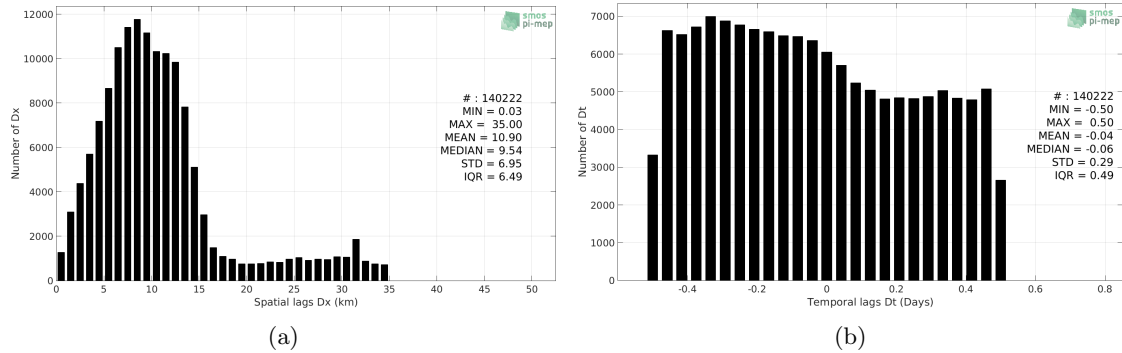 12000
10000
8000
6000
4000
2000
0
Number of Dx
0 5 10 15 20 25 30 35 40 45 50
Spatial lags Dx (km)
smos
pi-mep
# : 140222
MIN = 0.03
MAX = 35.00
MEAN = 10.90
MEDIAN = 9.54
STD = 6.95
IQR = 6.49
(a)
7000
6000
5000
4000
3000
2000
1000
0
Number of Dt
-0.4 -0.2 0 0.2 0.4 0.6 0.8
Temporal lags Dt (Days)
smos
pi-mep
# : 140222
MIN = -0.50
MAX = 0.50
MEAN = -0.04
MEDIAN = -0.06
STD = 0.29
IQR = 0.49
(b)